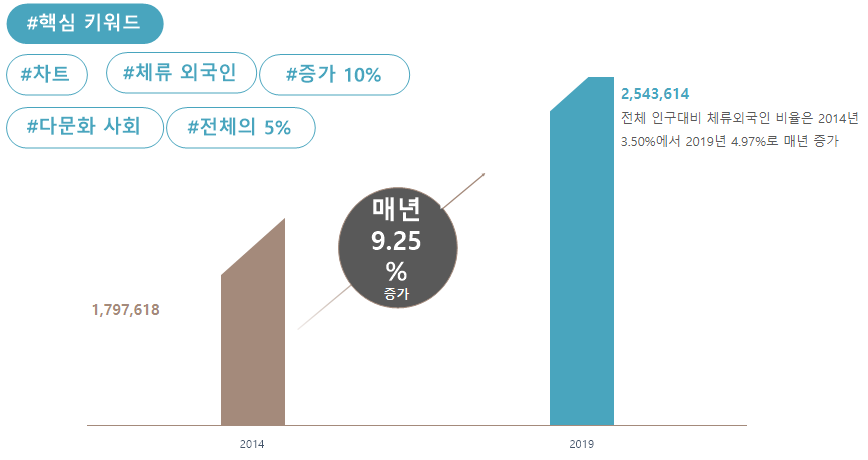 #핵심 키워드
#차트 #체류 외국인 #증가 10%
#다문화 사회 #전체의 5%
2,543,614
전체 인구대비 체류외국인 비율은 2014년
3.50%에서 2019년 4.97%로 매년 증가
매년
9.25
%
증가
1,797,618
2014 2019